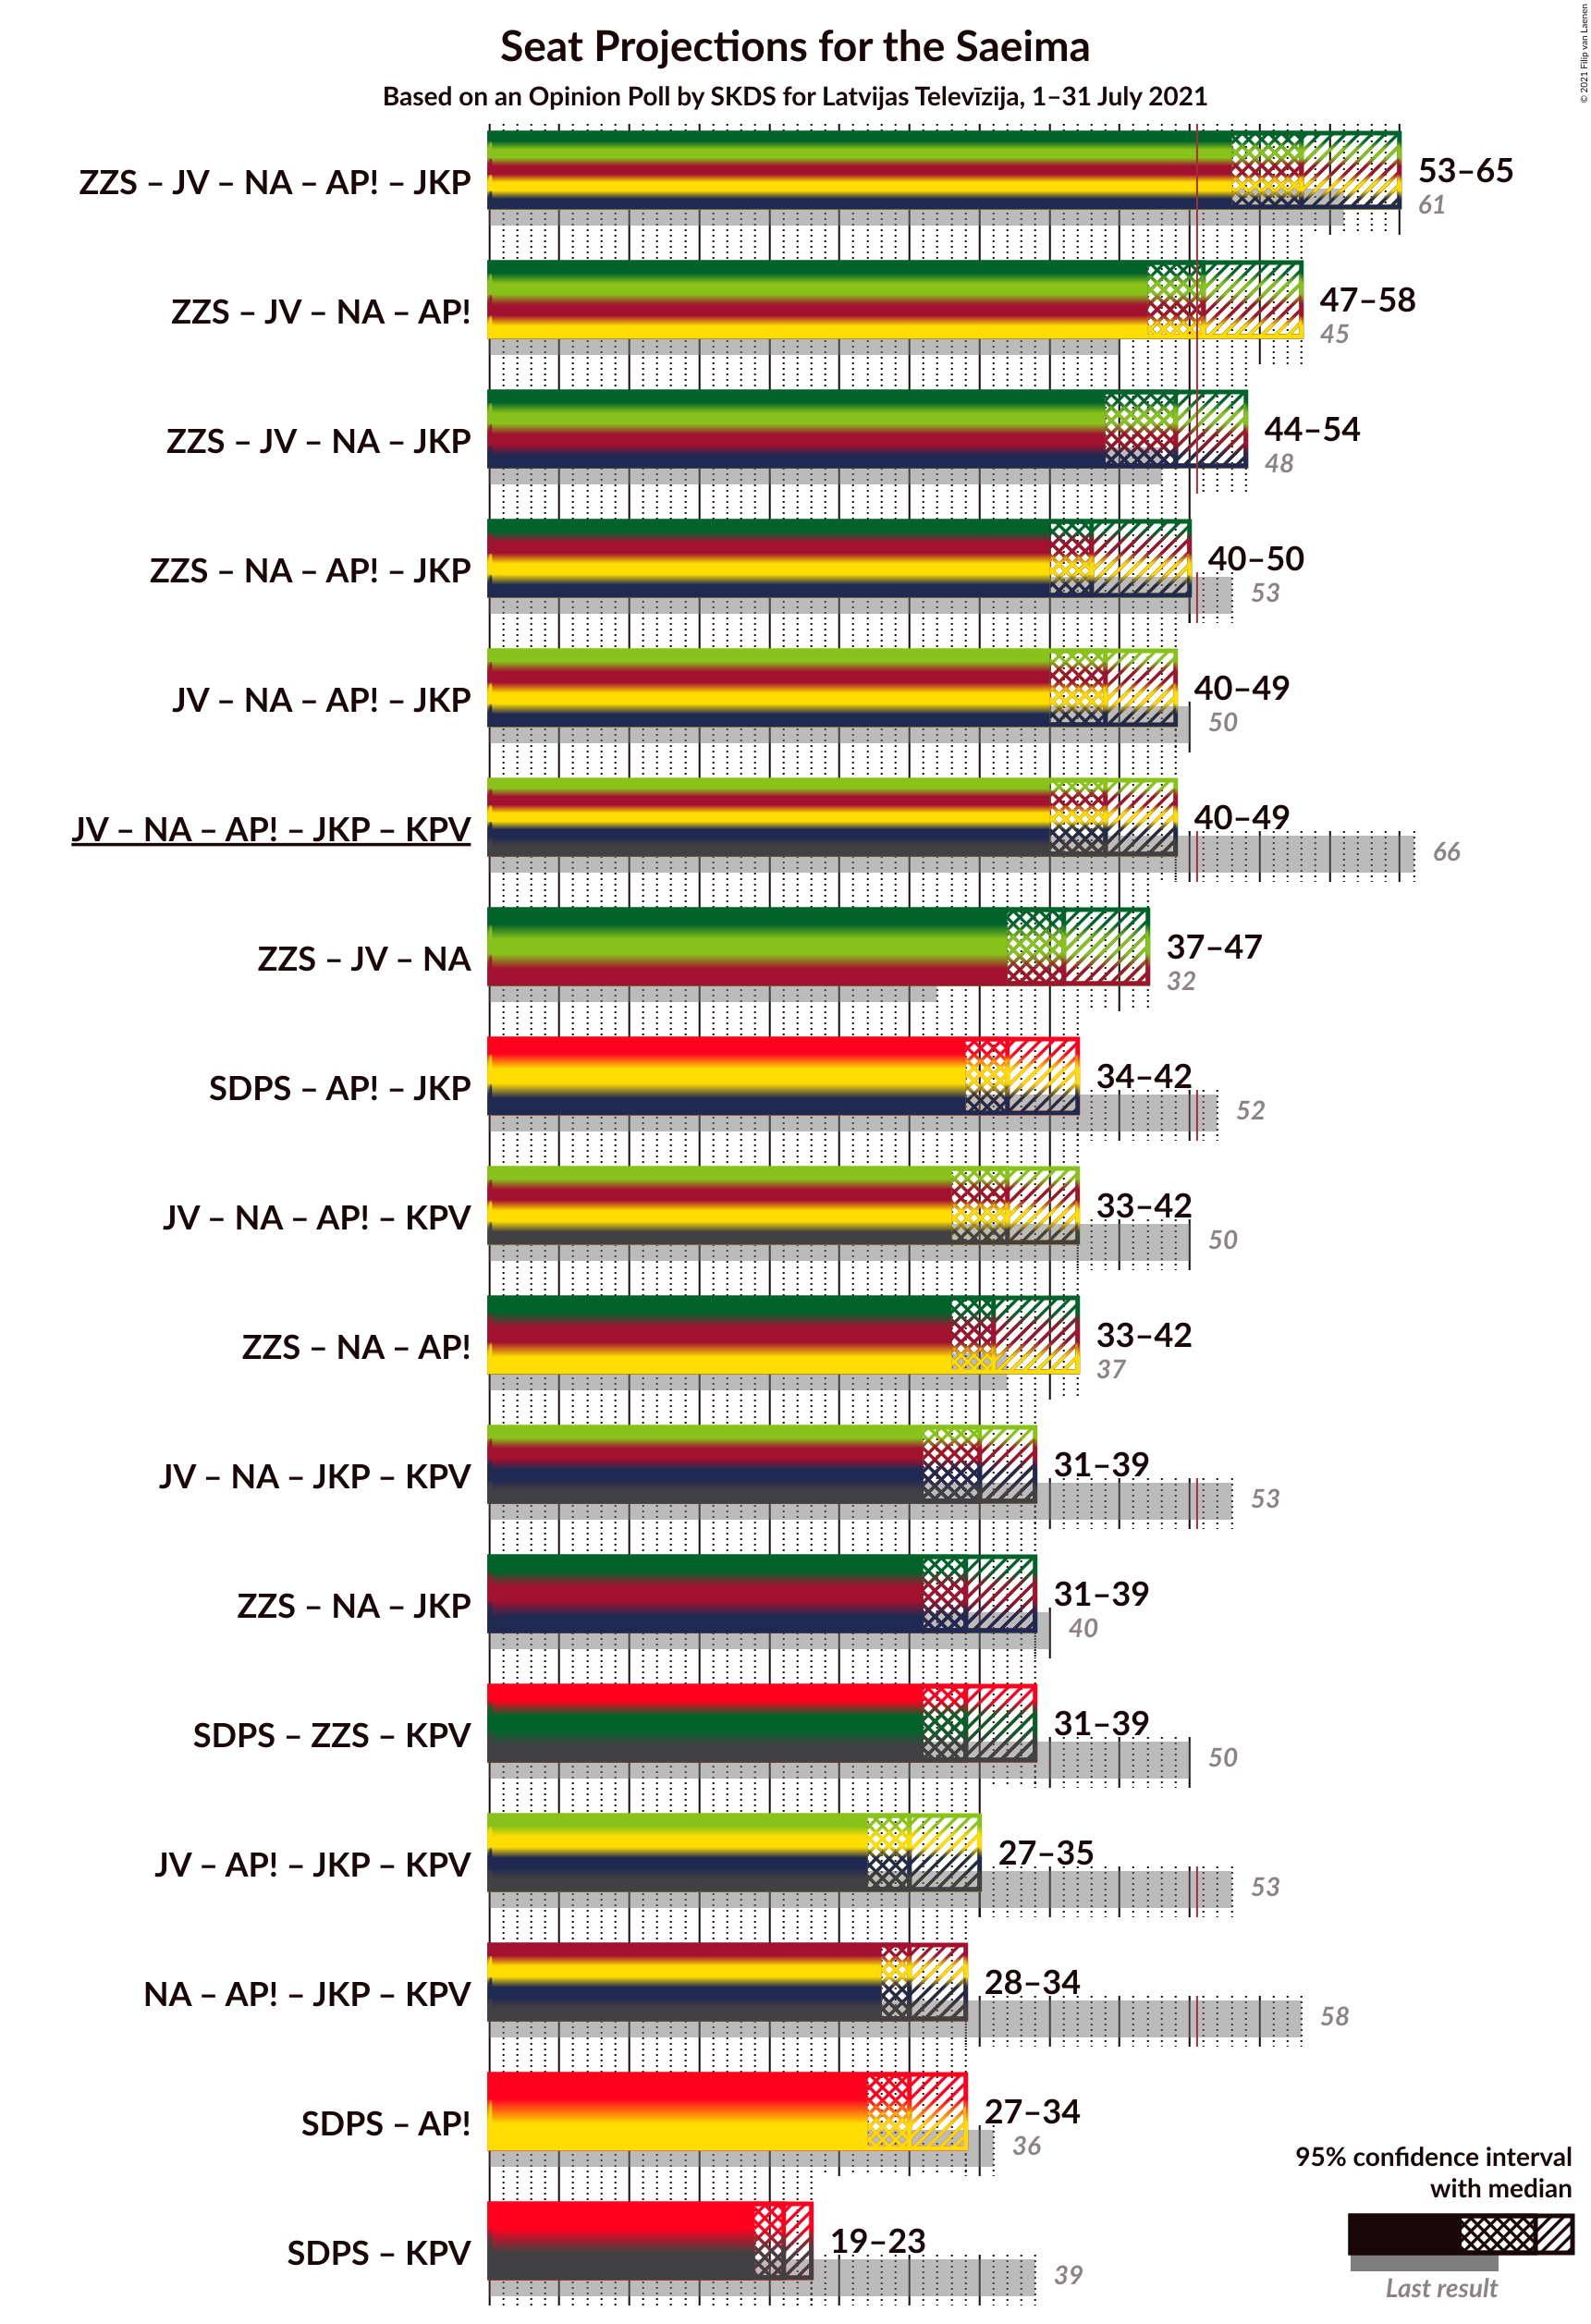 Seat Projections for the Saeima
Based on an Opinion Poll by SKDS for Latvijas Televīzija, 1–31 July 2021
© 2021 Filip van Laenen
ZZS – JV – NA – AP! – JKP
53–65
61
ZZS – JV – NA – AP!
47–58
45
ZZS – JV – NA – JKP
44–54
48
ZZS – NA – AP! – JKP
40–50
53
JV – NA – AP! – JKP
40–49
50
JV – NA – AP! – JKP – KPV
40–49
66
ZZS – JV – NA
37–47
32
SDPS – AP! – JKP
34–42
52
JV – NA – AP! – KPV
33–42
50
ZZS – NA – AP!
33–42
37
JV – NA – JKP – KPV
31–39
53
ZZS – NA – JKP
31–39
40
SDPS – ZZS – KPV
31–39
50
JV – AP! – JKP – KPV
27–35
53
NA – AP! – JKP – KPV
28–34
58
SDPS – AP!
27–34
36
SDPS – KPV
19–23
39
95% confidence interval
with median
Last result